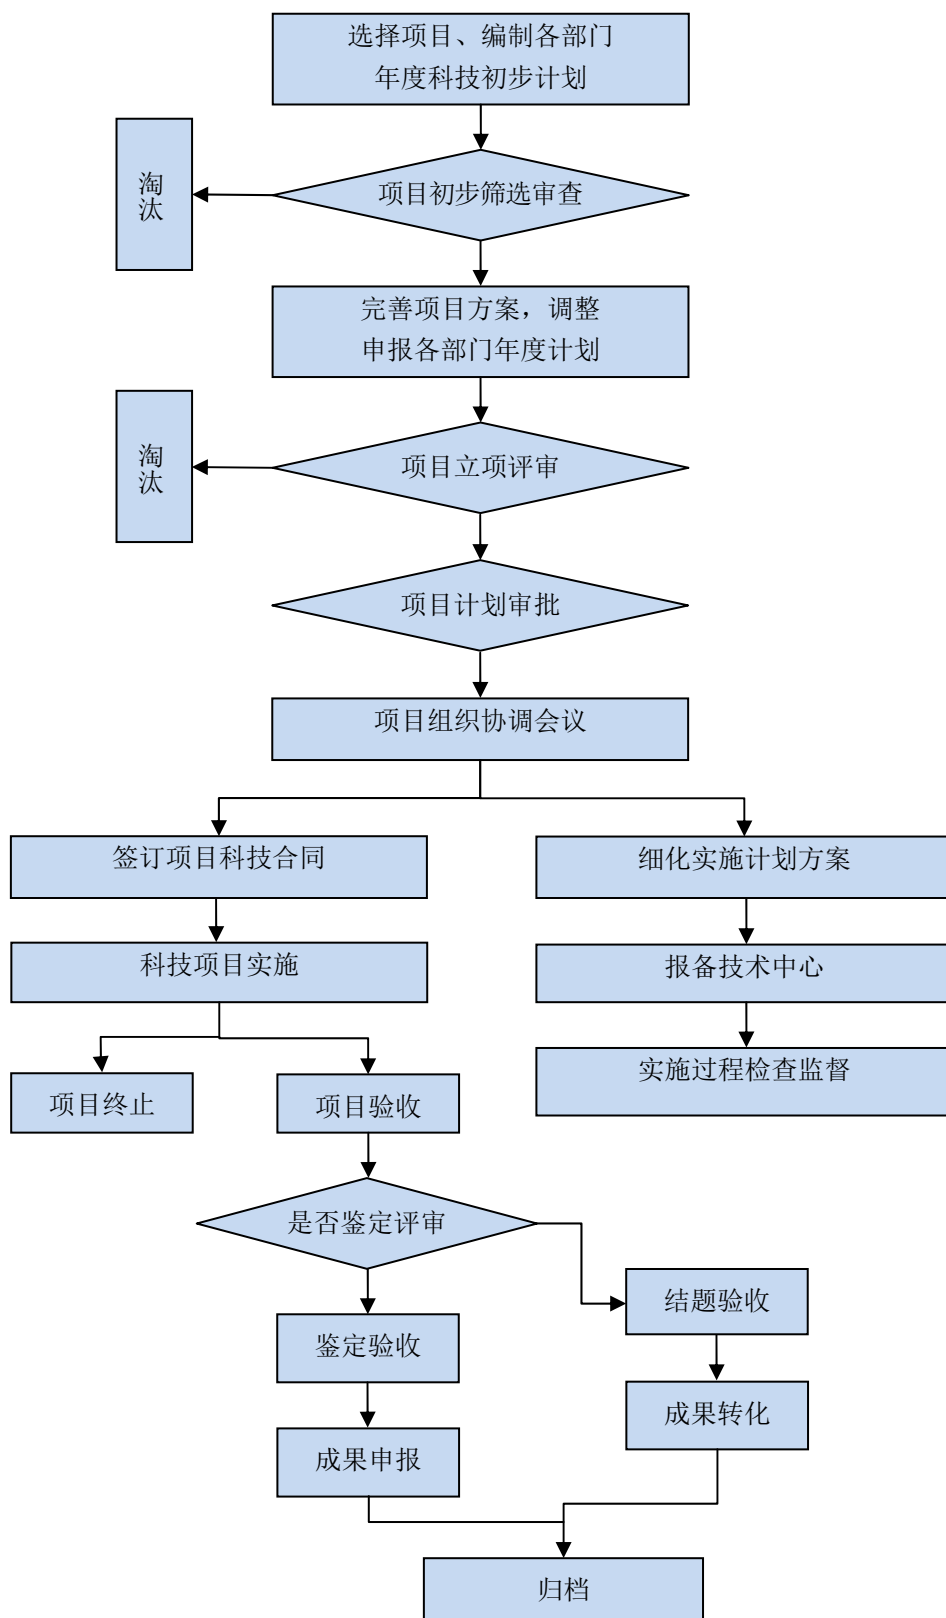 选择项目、编制各部门
年度科技初步计划
淘
汰
项目初步筛选审查
完善项目方案，调整
申报各部门年度计划
淘
汰
项目立项评审
项目计划审批
项目组织协调会议
签订项目科技合同
细化实施计划方案
科技项目实施
报备技术中心
实施过程检查监督
项目终止
项目验收
是否鉴定评审
结题验收
鉴定验收
成果转化
成果申报
归档